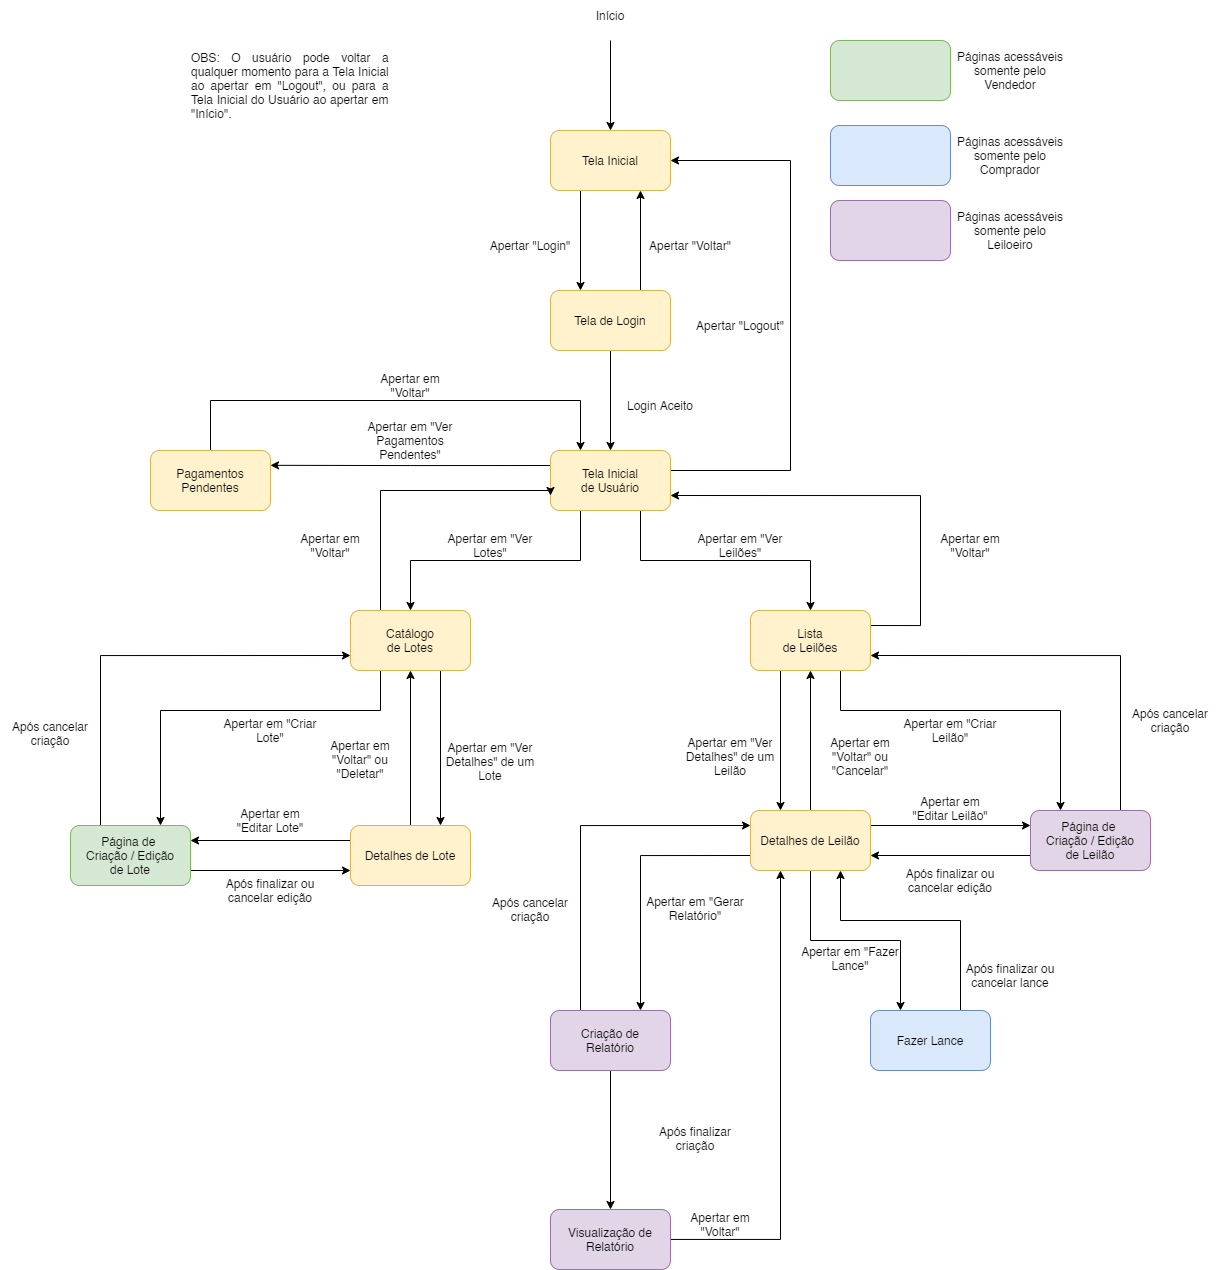 Início
OBS: O usuário pode voltar a
qualquer momento para a Tela Inicial
ao apertar em "Logout", ou para a
Tela Inicial do Usuário ao apertar em
"Início".
Páginas acessáveis
somente pelo
Vendedor
Páginas acessáveis
somente pelo
Comprador
Páginas acessáveis
somente pelo
Leiloeiro
Tela Inicial
Apertar "Login"
Apertar "Voltar"
Tela de Login
Apertar "Logout"
Apertar em
"Voltar"
Login Aceito
Apertar em "Ver
Pagamentos
Pendentes"
Pagamentos
Pendentes
Tela Inicial
de Usuário
Apertar em
"Voltar"
Apertar em "Ver
Lotes"
Apertar em "Ver
Leilões"
Apertar em
"Voltar"
Catálogo
de Lotes
Lista
de Leilões
Após cancelar
criação
Apertar em "Criar
Lote"
Apertar em
"Voltar" ou
"Deletar"
Apertar em "Ver
Detalhes" de um
Lote
Apertar em "Ver
Detalhes" de um
Leilão
Apertar em
"Voltar" ou
"Cancelar"
Apertar em "Criar
Leilão"
Após cancelar
criação
Página de
Criação / Edição
de Lote
Apertar em
"Editar Lote"
Após finalizar ou
cancelar edição
Detalhes de Lote
Detalhes de Leilão
Apertar em
"Editar Leilão"
Após finalizar ou
cancelar edição
Página de
Criação / Edição
de Leilão
Após cancelar
criação
Apertar em "Gerar
Relatório"
Apertar em "Fazer
Lance"
Após finalizar ou
cancelar lance
Criação de
Relatório
Fazer Lance
Após finalizar
criação
Visualização de
Relatório
Apertar em
"Voltar"